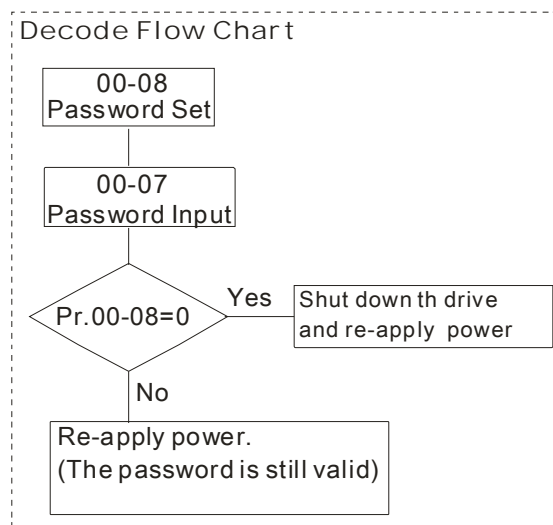 Decode Flow Chart
00-08
Password Set
00-07
Password Input
Pr.00-08=0
Yes
Shut down th drive
and re-apply power
No
Re-apply power.
(The password is still valid)